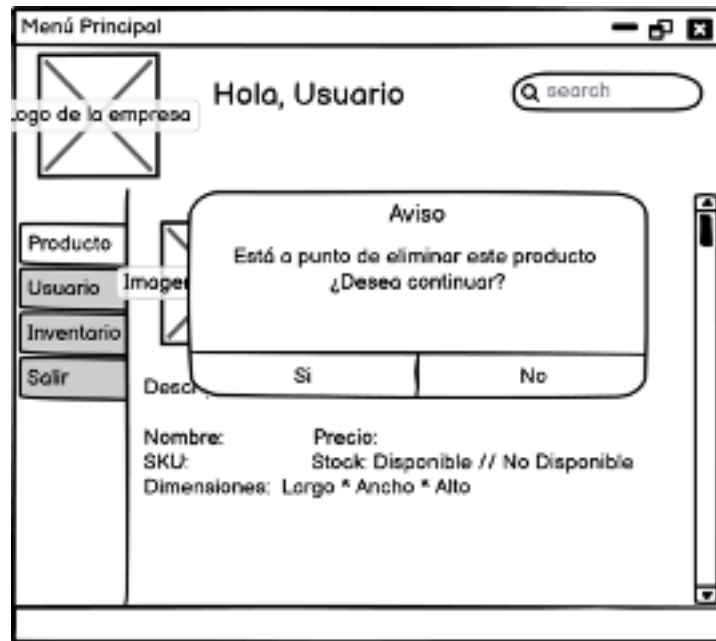 Menú Principal
Hola, Usuario
search
Logo de la empresa
Aviso
Está a punto de eliminar este producto
¿Desea continuar?
Si
No
Producto
Usuario
Inventario
Salir
Nombre:
Precio:
SKU:
Stock: Disponible // No Disponible
Dimensiones: Largo * Ancho * Alto